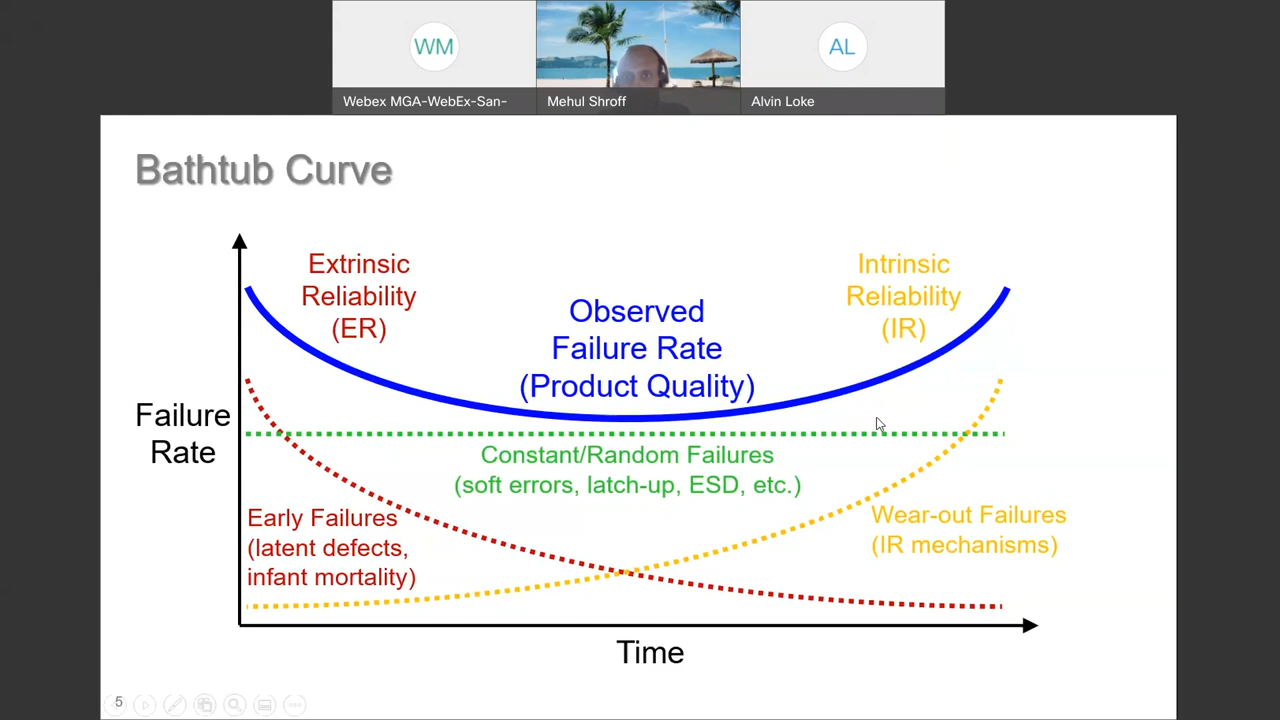 WM
AL
Webex MGA-WebEx-San-
Mehul Shroff
Alvin Loke
Bathtub Curve
Extrinsic
Reliability
(ER)
Intrinsic
Reliability
(IR)
Observed
Failure Rate
(Product Quality)
Failure
Rate
Constant/Random Failures
(soft errors, latch-up, ESD, etc.)
Early Failures
(latent defects,
infant mortality)
Wear-out Failures
(IR mechanisms)
Time
5